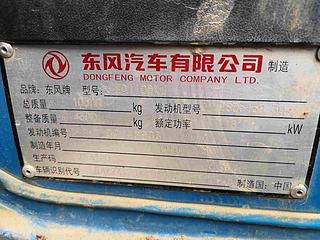 东风汽车有限公司 制造
DONGFENG MOTOR COMPANY LTD.
品牌: 东风牌 型号:
总质量 kg 发动机型号
整备质量 kg 额定功率 kW
发动机编号
制造年月
生产码
车辆识别代号 制造国: 中国